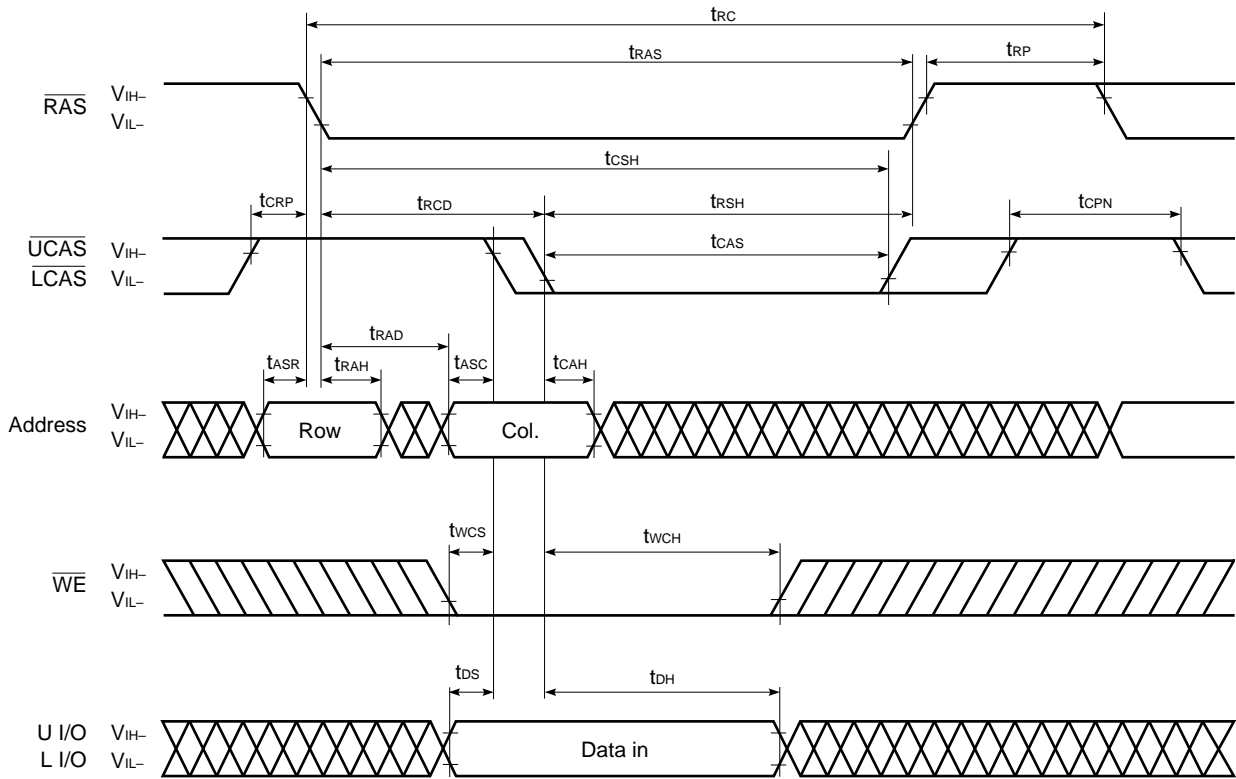 tRC
tRAS
tRP
RAS
VIH–
VIL–
tCSH
tCRP
tRCD
tRSH
tCPN
UCAS
LCAS
VIH–
VIL–
tCAS
tRAD
tASR
tRAH
tASC
tCAH
Address
VIH–
VIL–
Row
Col.
tWCS
tWCH
WE
VIH–
VIL–
tDS
tDH
U I/O
L I/O
VIH–
VIL–
Data in